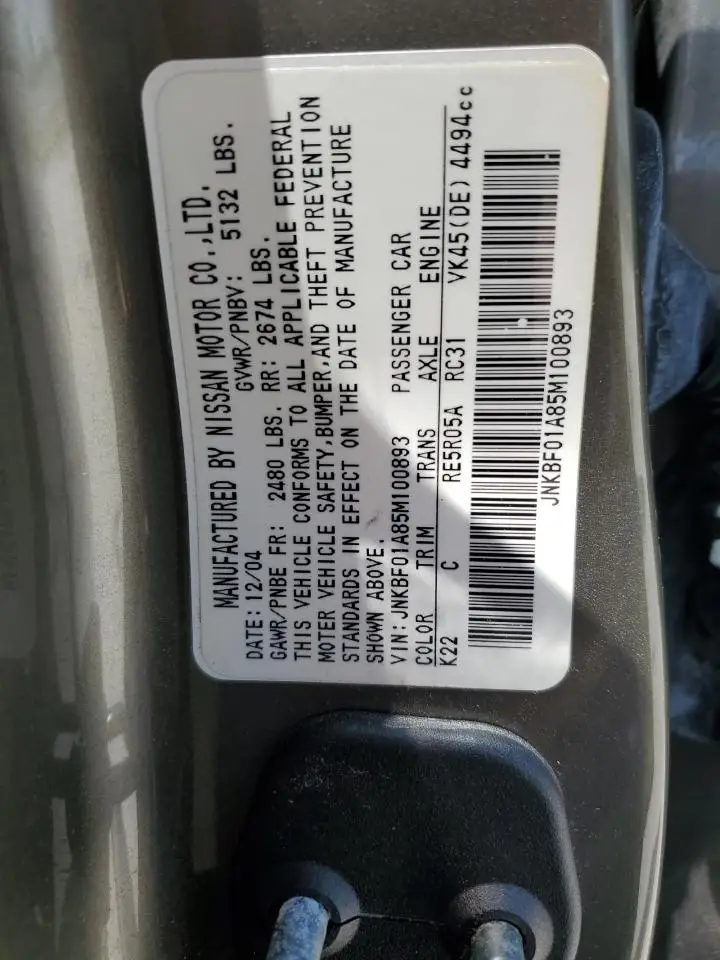 MANUFACTURED BY NISSAN MOTOR CO.,LTD.
DATE: 12/04 GVWR/PNBV: 5132 LBS.
GAWR/PNBE FR: 2480 LBS. RR: 2674 LBS.
THIS VEHICLE CONFORMS TO ALL APPLICABLE FEDERAL
MOTER VEHICLE SAFETY,BUMPER,AND THEFT PREVENTION
STANDARDS IN EFFECT ON THE DATE OF MANUFACTURE
SHOWN ABOVE.
VIN: JNKBF01A85M100893 PASSENGER CAR
COLOR TRIM TRANS AXLE ENGINE
K22 C RE5R05A RC31 VK45(DE) 4494cc
JNKBF01A85M100893